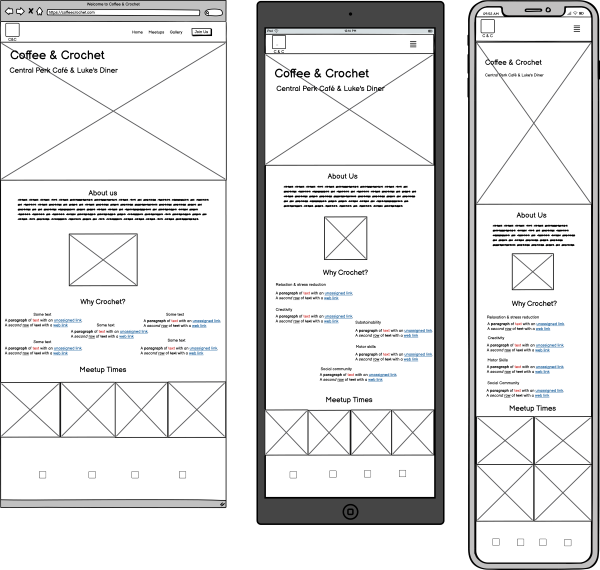 Welcome to Coffee & Crochet
https://coffeecrochet.com
C&C
Home Meetups Gallery Join Us
Coffee & Crochet
Central Perk Café & Luke's Diner
About us
Why Crochet?
Some text
A paragraph of text with an unassigned link.
A second row of text with a web link
Some text
A paragraph of text with an unassigned link.
A second row of text with a web link
Some text
A paragraph of text with an unassigned link.
A second row of text with a web link
Some text
A paragraph of text with an unassigned link.
A second row of text with a web link
Some text
A paragraph of text with an unassigned link.
A second row of text with a web link
Meetup Times
C & C
Coffee & Crochet
Central Perk Café & Luke's Diner
About Us
Why Crochet?
Relaxation & stress reduction
A paragraph of text with an unassigned link.
A second row of text with a web link
Creativity
A paragraph of text with an unassigned link.
A second row of text with a web link
Sustainability
A paragraph of text with an unassigned link.
A second row of text with a web link
Motor skills
A paragraph of text with an unassigned link.
A second row of text with a web link
Social community
A paragraph of text with an unassigned link.
A second row of text with a web link
Meetup Times
09:52 AM
C & C
Coffee & Crochet
Central Perk Café & Luke's Diner
About Us
Why Crochet?
Relaxation & stress reduction
A paragraph of text with an unassigned link.
A second row of text with a web link
Creativity
A paragraph of text with an unassigned link.
A second row of text with a web link
Motor Skills
A paragraph of text with an unassigned link.
A second row of text with a web link
Social Community
A paragraph of text with an unassigned link.
A second row of text with a web link
Meetup Times